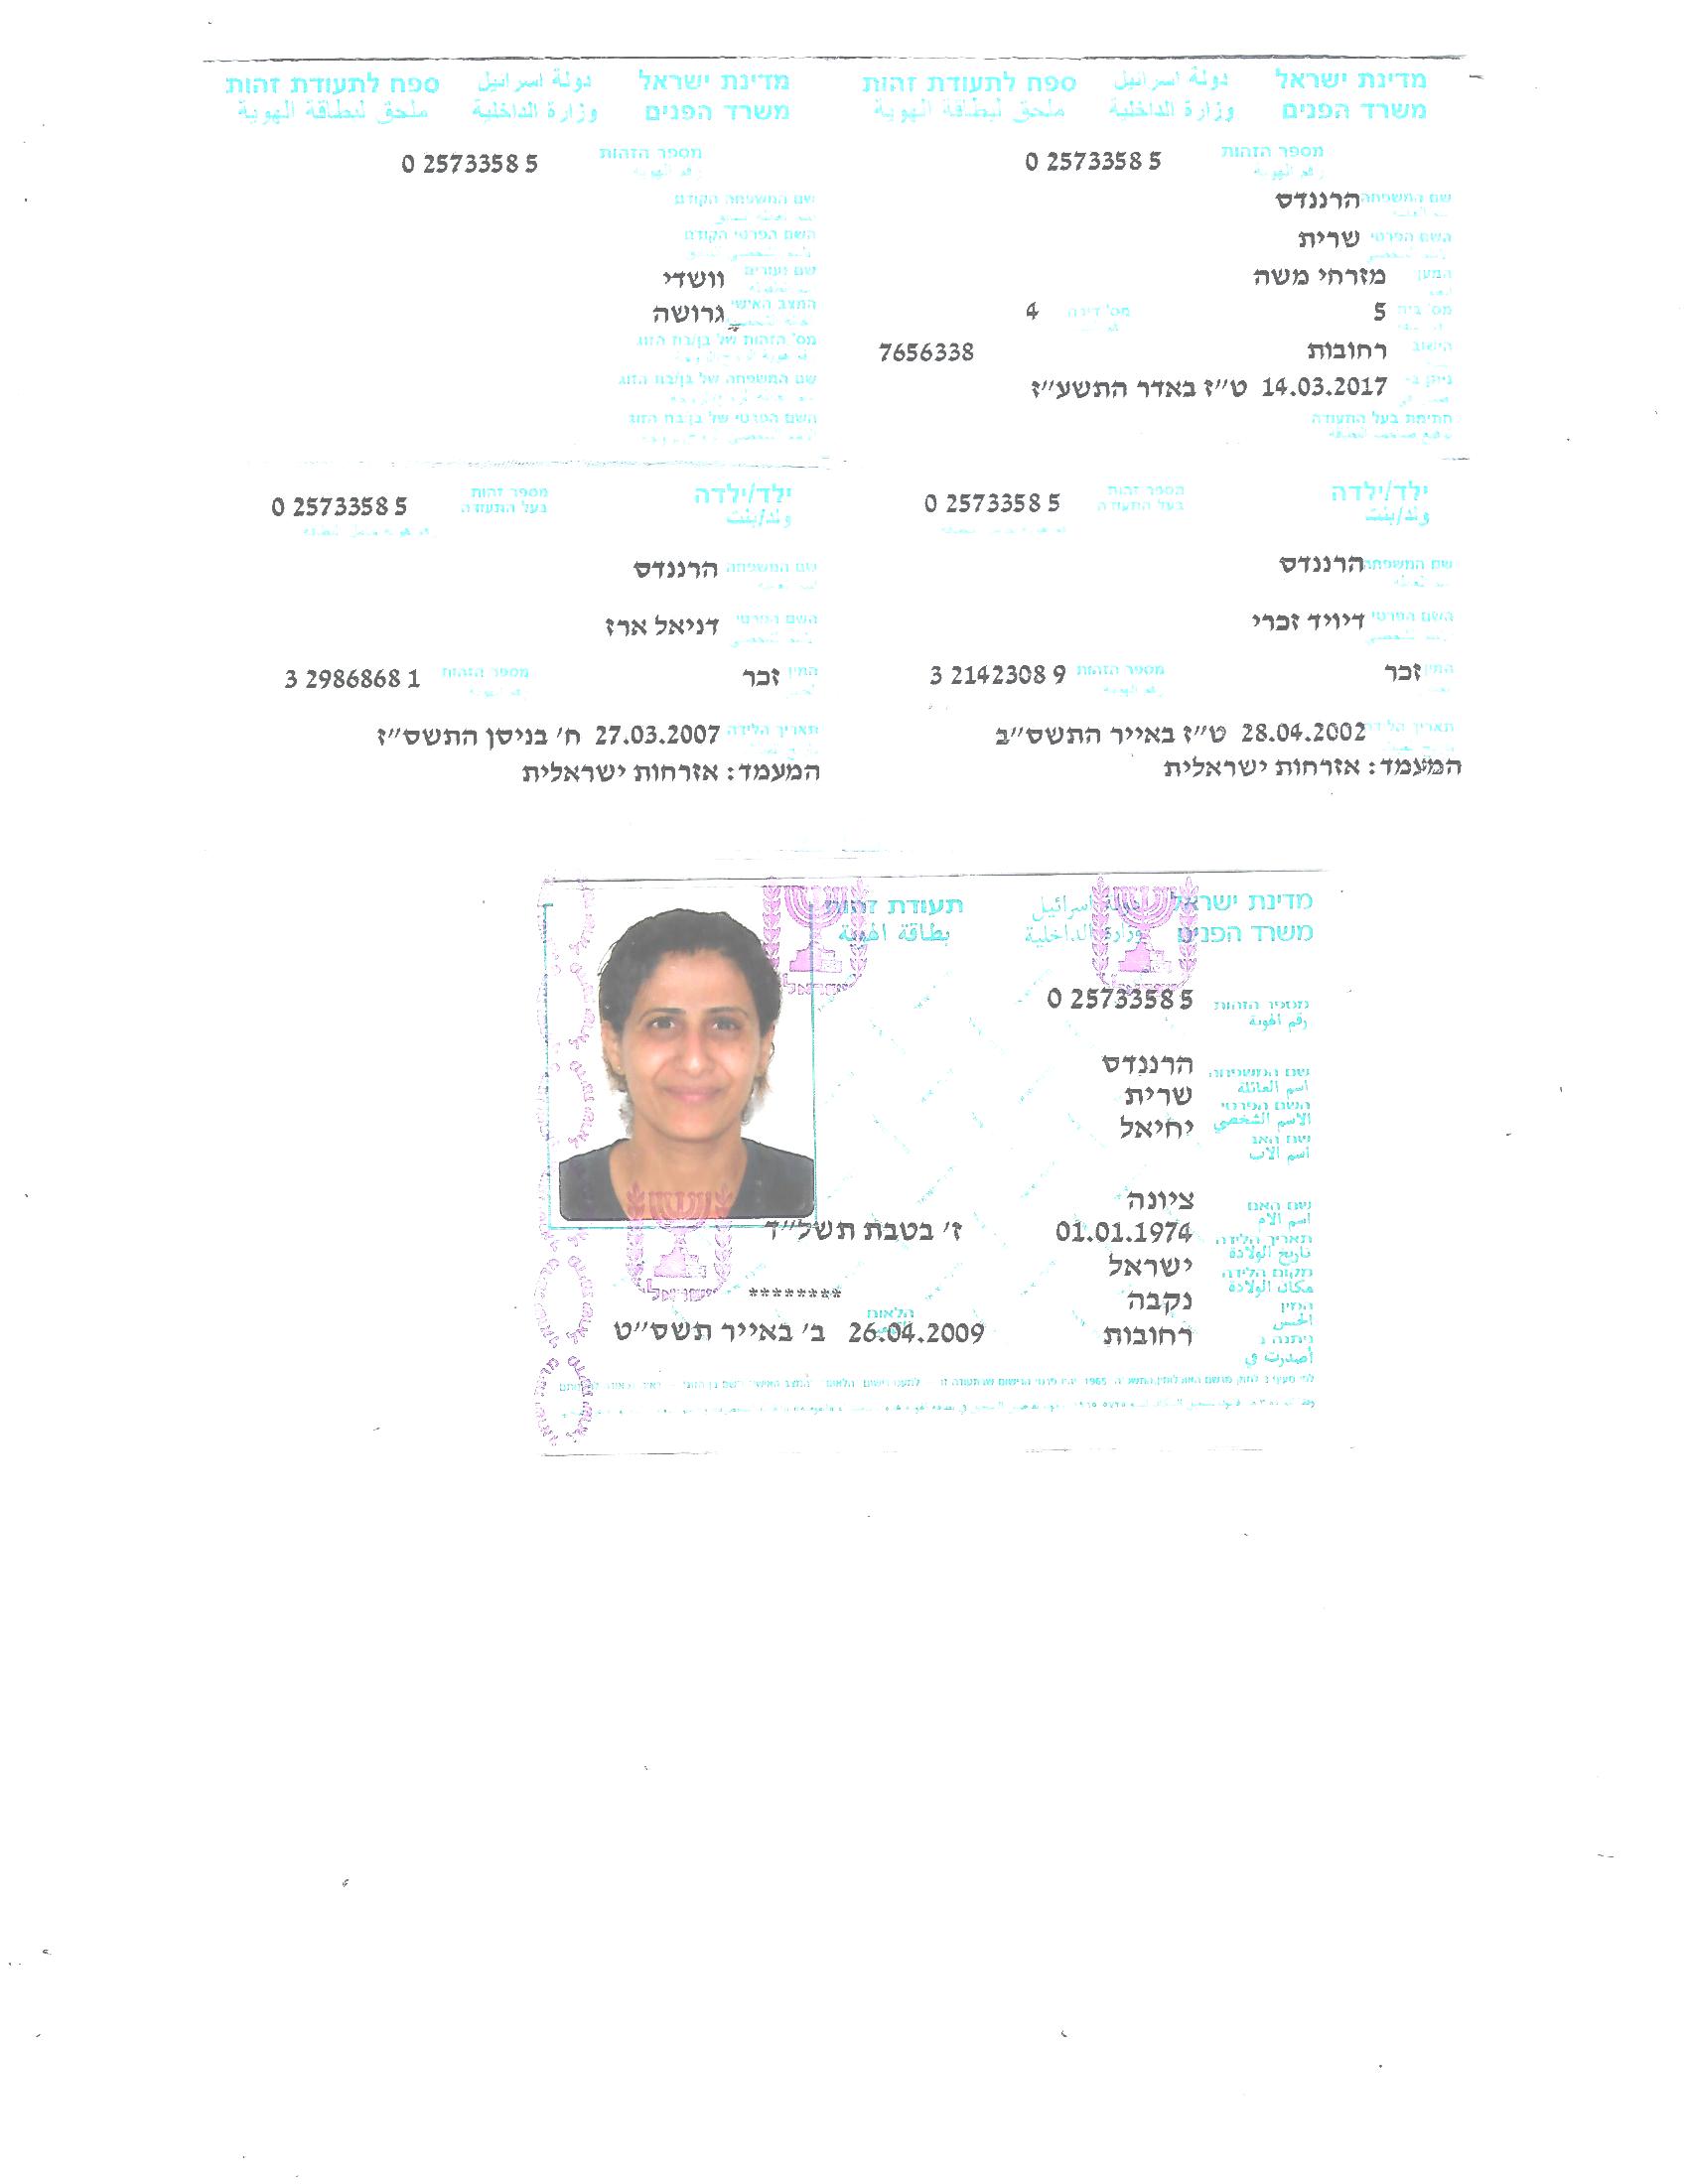 מדינת ישראל دولة اسرائيل ספח לתעודת זהות
משרד הפנים وزارة الداخلية ملحق لبطاقة الهوية
מספר הזהות 0 2573358 5
رقم الهوية
שם המשפחה הרננדס
השם הפרטי שרית
המען מזרחי משה
מס' בית 5 מס' דירה 4
הישוב רחובות 7656338
ניתן ב- 14.03.2017 ט"ז באדר התשע"ז
חתימת בעל התעודה
מדינת ישראל دولة اسرائيل ספח לתעודת זהות
משרד הפנים وزارة الداخلية ملحق لبطاقة الهوية
מספר הזהות 0 2573358 5
رقم الهوية
שם המשפחה הקודם
השם הפרטי הקודם
שם נעורים וושדי
המצב האישי גרושה
מס' הזהות של בן/בת הזוג
שם המשפחה של בן/בת הזוג
השם הפרטי של בן/בת הזוג
ילד/ילדה מספר זהות 0 2573358 5
ولد/بنت בעל התעודה
שם המשפחה הרננדס
השם הפרטי דיויד זכרי
המין זכר מספר הזהות 3 2142308 9
תאריך הלידה 28.04.2002 ט"ז באייר התשס"ב
המעמד: אזרחות ישראלית
ילד/ילדה מספר זהות 0 2573358 5
ولد/بنت בעל התעודה
שם המשפחה הרננדס
השם הפרטי דניאל ארז
המין זכר מספר הזהות 3 2986868 1
תאריך הלידה 27.03.2007 ח' בניסן התשס"ז
המעמד: אזרחות ישראלית
מדינת ישראל دولة اسرائيل תעודת זהות
משרד הפנים وزارة الداخلية بطاقة الهوية
מספר הזהות 0 2573358 5
رقم الهوية
שם המשפחה הרננדס
اسم العائلة
השם הפרטי שרית
الاسم الشخصي
שם האב יחיאל
اسم الاب
שם האם ציונה
اسم الام
תאריך הלידה 01.01.1974 ז' בטבת תשל"ד
تاريخ الولادة
מקום הלידה ישראל
مكان الولادة
המין נקבה הלאום ********
الجنس
ניתנה ב רחובות 26.04.2009 ב' באייר תשס"ט
أصدرت في
ישראל